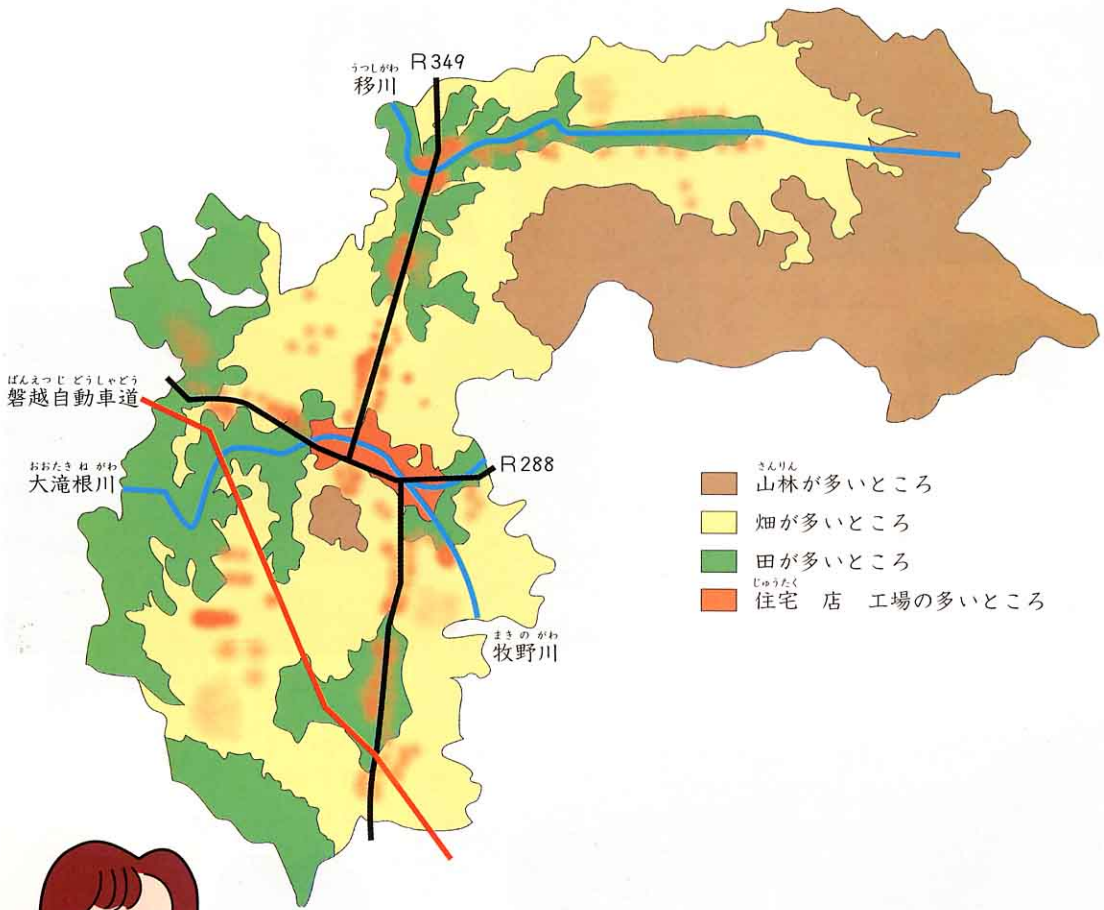 うつしがわ
移川
R349
ばんえつじどうしゃどう
磐越自動車道
おおたきねがわ
大滝根川
R288
まきのがわ
牧野川
さんりん
山林が多いところ
畑が多いところ
田が多いところ
じゅうたく
住宅 店 工場の多いところ